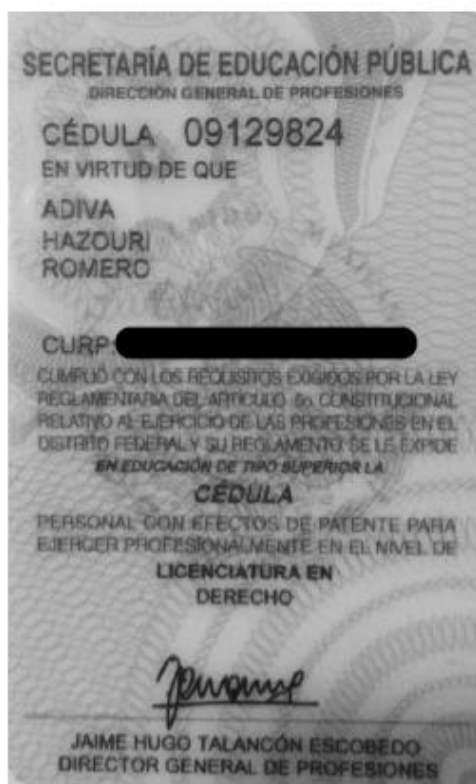 SECRETARÍA DE EDUCACIÓN PÚBLICA
DIRECCIÓN GENERAL DE PROFESIONES
CÉDULA 09129824
EN VIRTUD DE QUE
ADIVA
HAZOURI
ROMERO
CURP:
CUMPLIÓ CON LOS REQUISITOS EXIGIDOS POR LA LEY
REGLAMENTARIA DEL ARTÍCULO 5o. CONSTITUCIONAL
RELATIVO AL EJERCICIO DE LAS PROFESIONES EN EL
DISTRITO FEDERAL Y SU REGLAMENTO SE LE EXPIDE
EN EDUCACIÓN DE TIPO SUPERIOR LA
CÉDULA
PERSONAL CON EFECTOS DE PATENTE PARA
EJERCER PROFESIONALMENTE EN EL NIVEL DE
LICENCIATURA EN
DERECHO
JAIME HUGO TALANCÓN ESCOBEDO
DIRECTOR GENERAL DE PROFESIONES